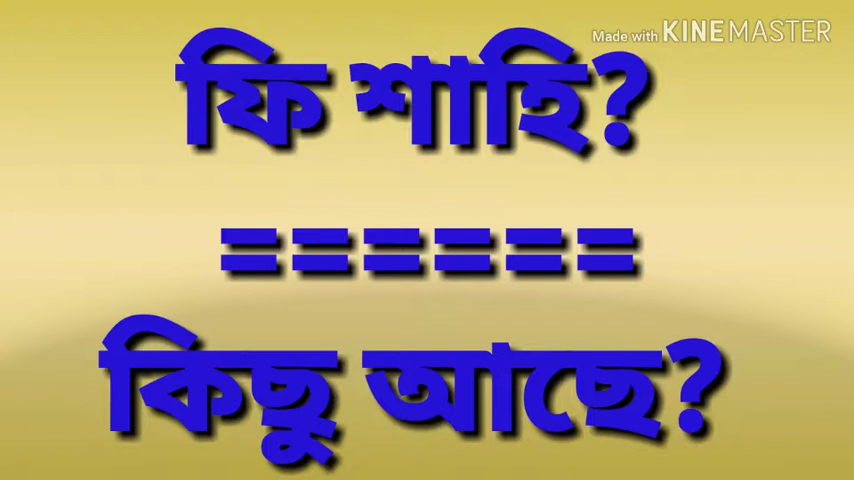 Made with KINEMASTER
ফি শাহি?
======
কিছু আছে?